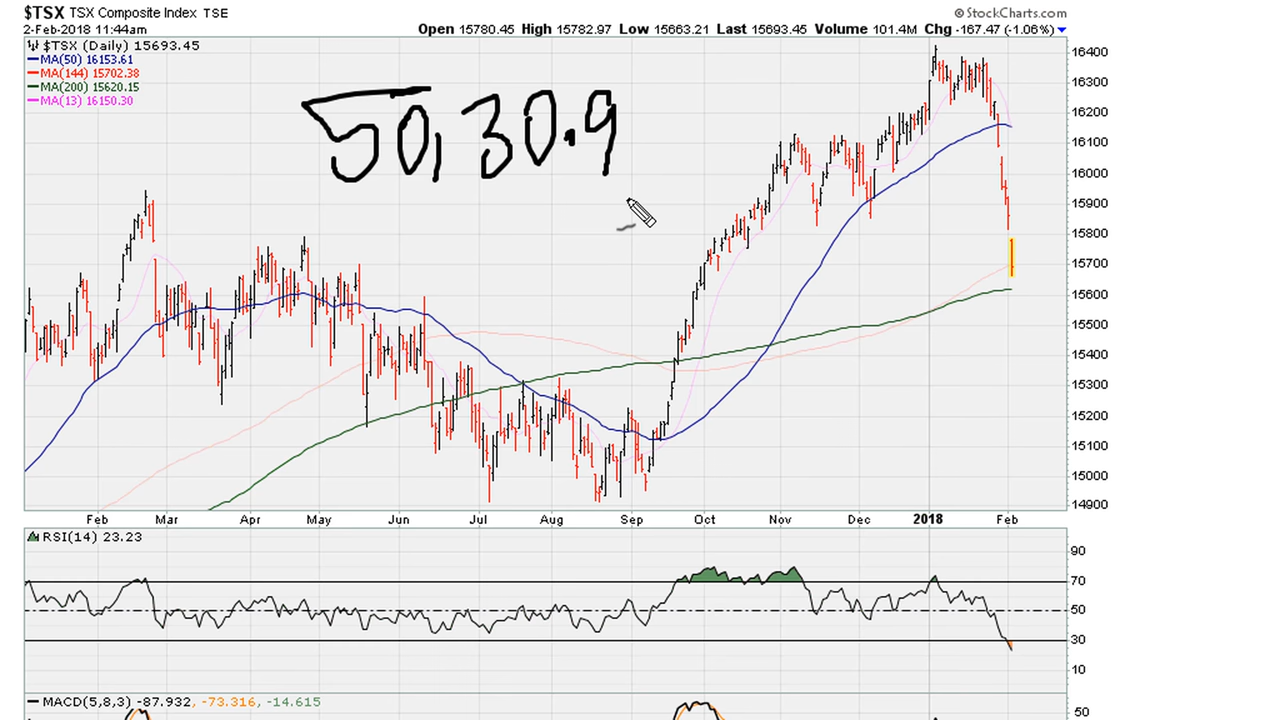 $TSX TSX Composite Index TSE
© StockCharts.com
2-Feb-2018 11:44am
Open 15780.45 High 15782.97 Low 15663.21 Last 15693.45 Volume 101.4M Chg -167.47 (-1.06%)
$TSX (Daily) 15693.45
MA(50) 16153.61
MA(144) 15702.38
MA(200) 15620.15
MA(13) 16150.30
50,30.9
16400
16300
16200
16100
16000
15900
15800
15700
15600
15500
15400
15300
15200
15100
15000
14900
Feb Mar Apr May Jun Jul Aug Sep Oct Nov Dec 2018 Feb
RSI(14) 23.23
90
70
50
30
10
MACD(5,8,3) -87.932, -73.316, -14.615
50